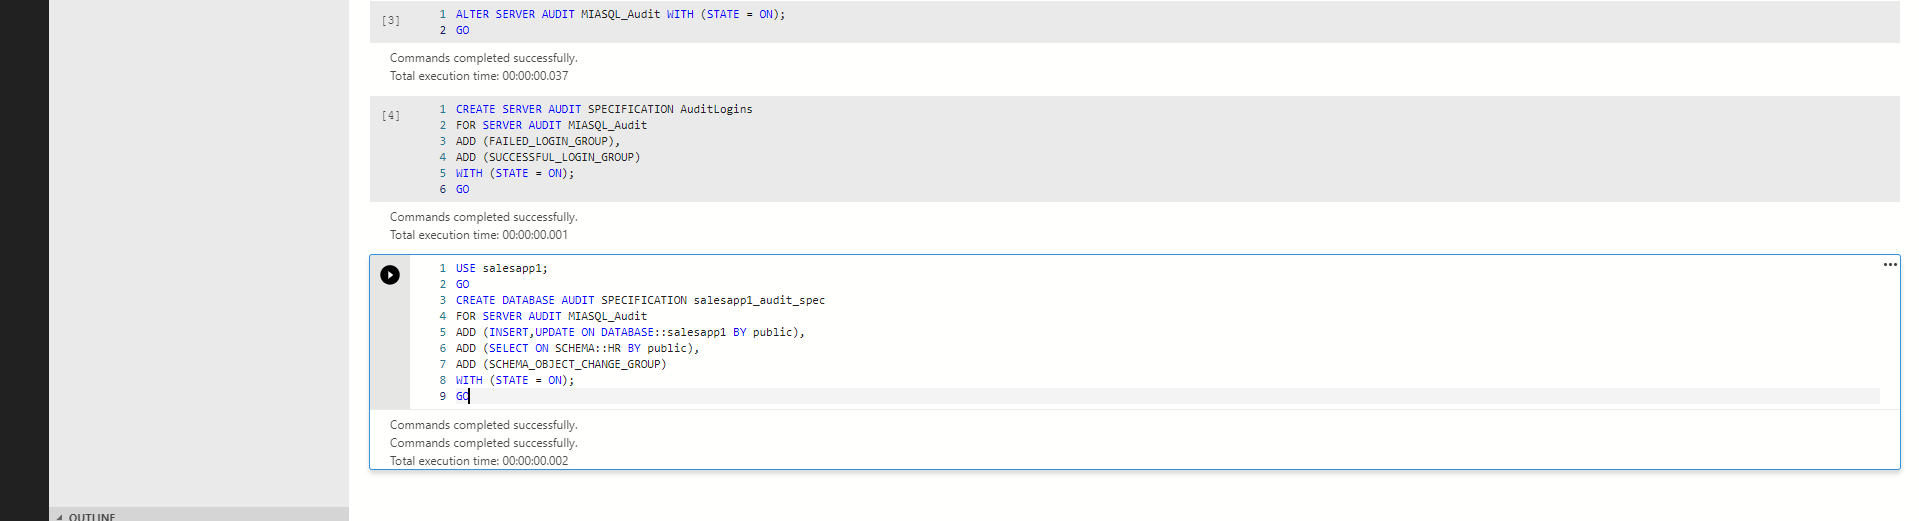 [3]
1 ALTER SERVER AUDIT MIASQL_Audit WITH (STATE = ON);
2 GO
Commands completed successfully.
Total execution time: 00:00:00.037
[4]
1 CREATE SERVER AUDIT SPECIFICATION AuditLogins
2 FOR SERVER AUDIT MIASQL_Audit
3 ADD (FAILED_LOGIN_GROUP),
4 ADD (SUCCESSFUL_LOGIN_GROUP)
5 WITH (STATE = ON);
6 GO
Commands completed successfully.
Total execution time: 00:00:00.001
1 USE salesapp1;
2 GO
3 CREATE DATABASE AUDIT SPECIFICATION salesapp1_audit_spec
4 FOR SERVER AUDIT MIASQL_Audit
5 ADD (INSERT,UPDATE ON DATABASE::salesapp1 BY public),
6 ADD (SELECT ON SCHEMA::HR BY public),
7 ADD (SCHEMA_OBJECT_CHANGE_GROUP)
8 WITH (STATE = ON);
9 GO
Commands completed successfully.
Commands completed successfully.
Total execution time: 00:00:00.002
OUTLINE